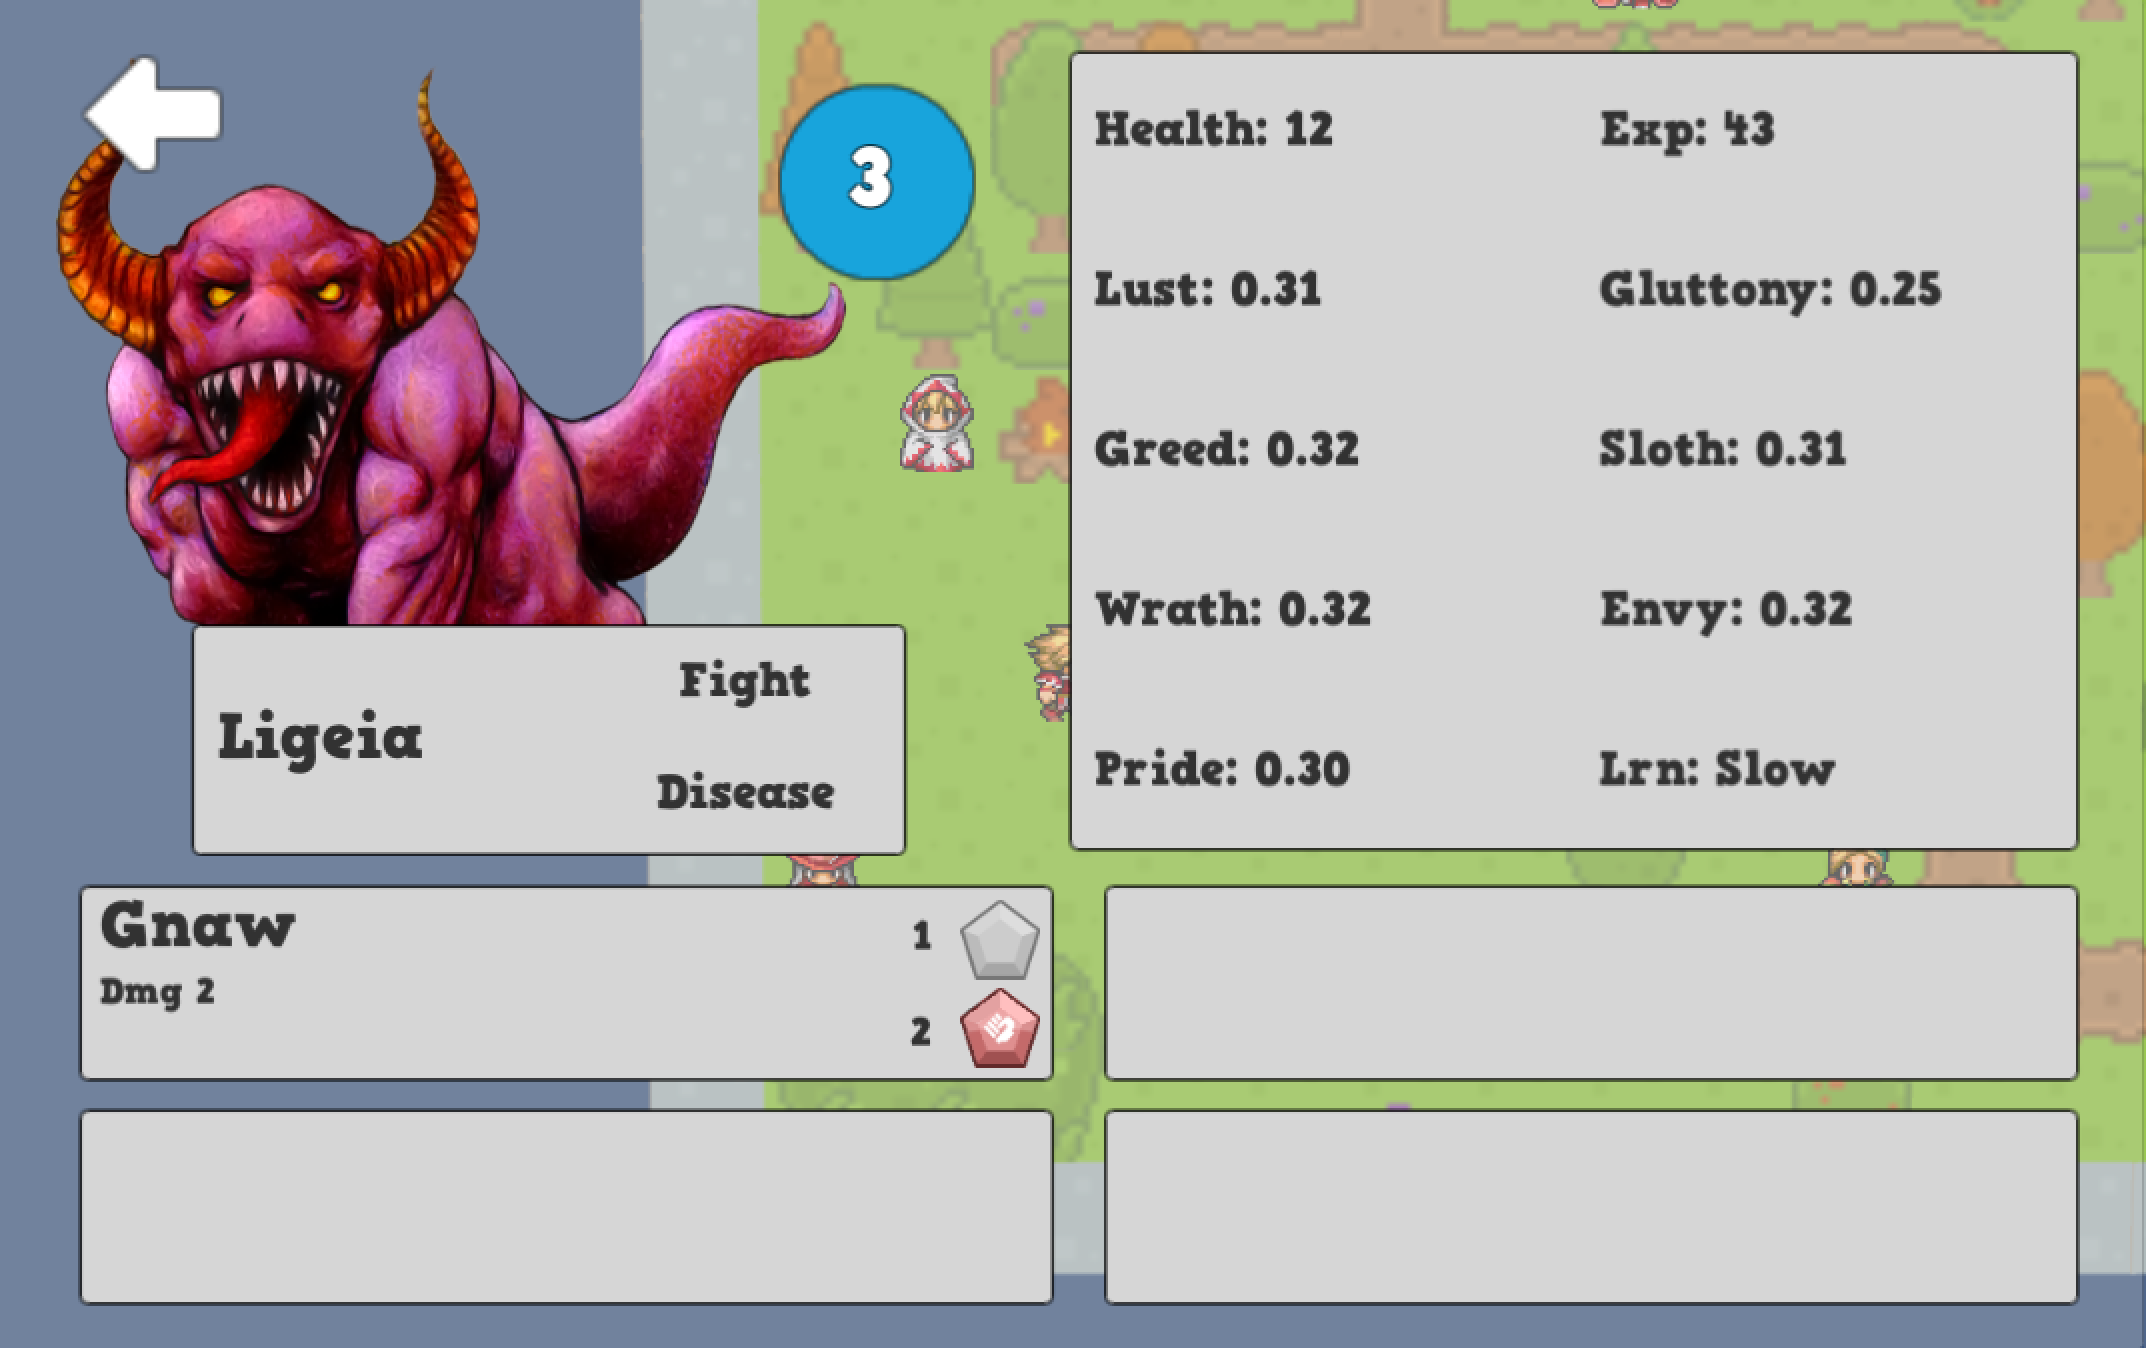 3
Health: 12
Exp: 43
Lust: 0.31
Gluttony: 0.25
Greed: 0.32
Sloth: 0.31
Wrath: 0.32
Envy: 0.32
Pride: 0.30
Lrn: Slow
Ligeia
Fight
Disease
Gnaw
1
Dmg 2
2